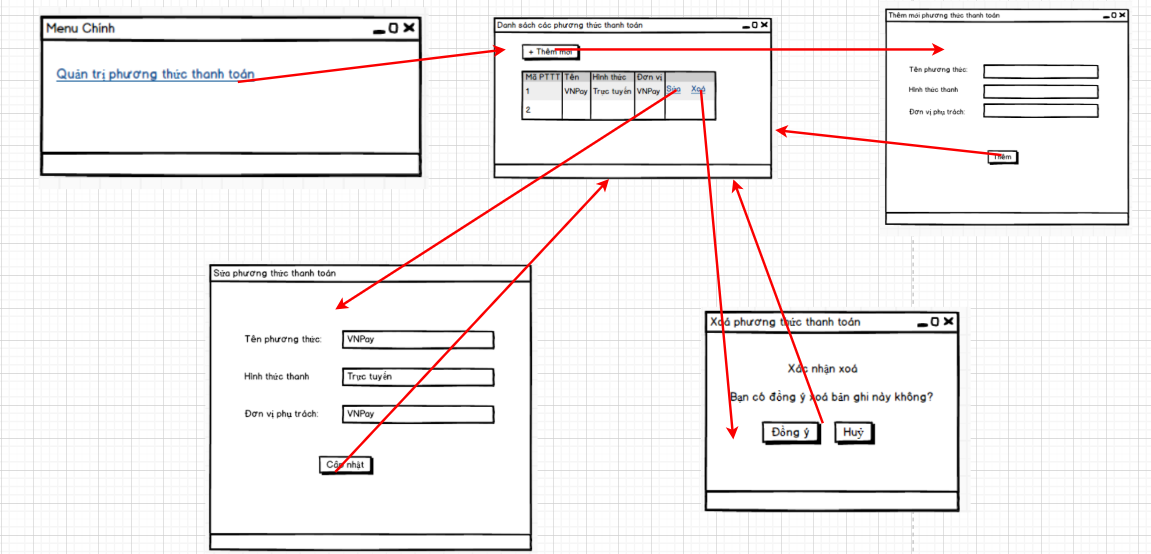 Menu Chính
Quản trị phương thức thanh toán
Danh sách các phương thức thanh toán
+ Thêm mới
Mã PTTT Tên Hình thức Đơn vị
1 VNPay Trực tuyến VNPay Sửa Xoá
2
Thêm mới phương thức thanh toán
Tên phương thức:
Hình thức thanh
Đơn vị phụ trách:
Thêm
Sửa phương thức thanh toán
Tên phương thức: VNPay
Hình thức thanh Trực tuyến
Đơn vị phụ trách: VNPay
Cập nhật
Xoá phương thức thanh toán
Xác nhận xoá
Bạn có đồng ý xoá bản ghi này không?
Đồng ý Huỷ